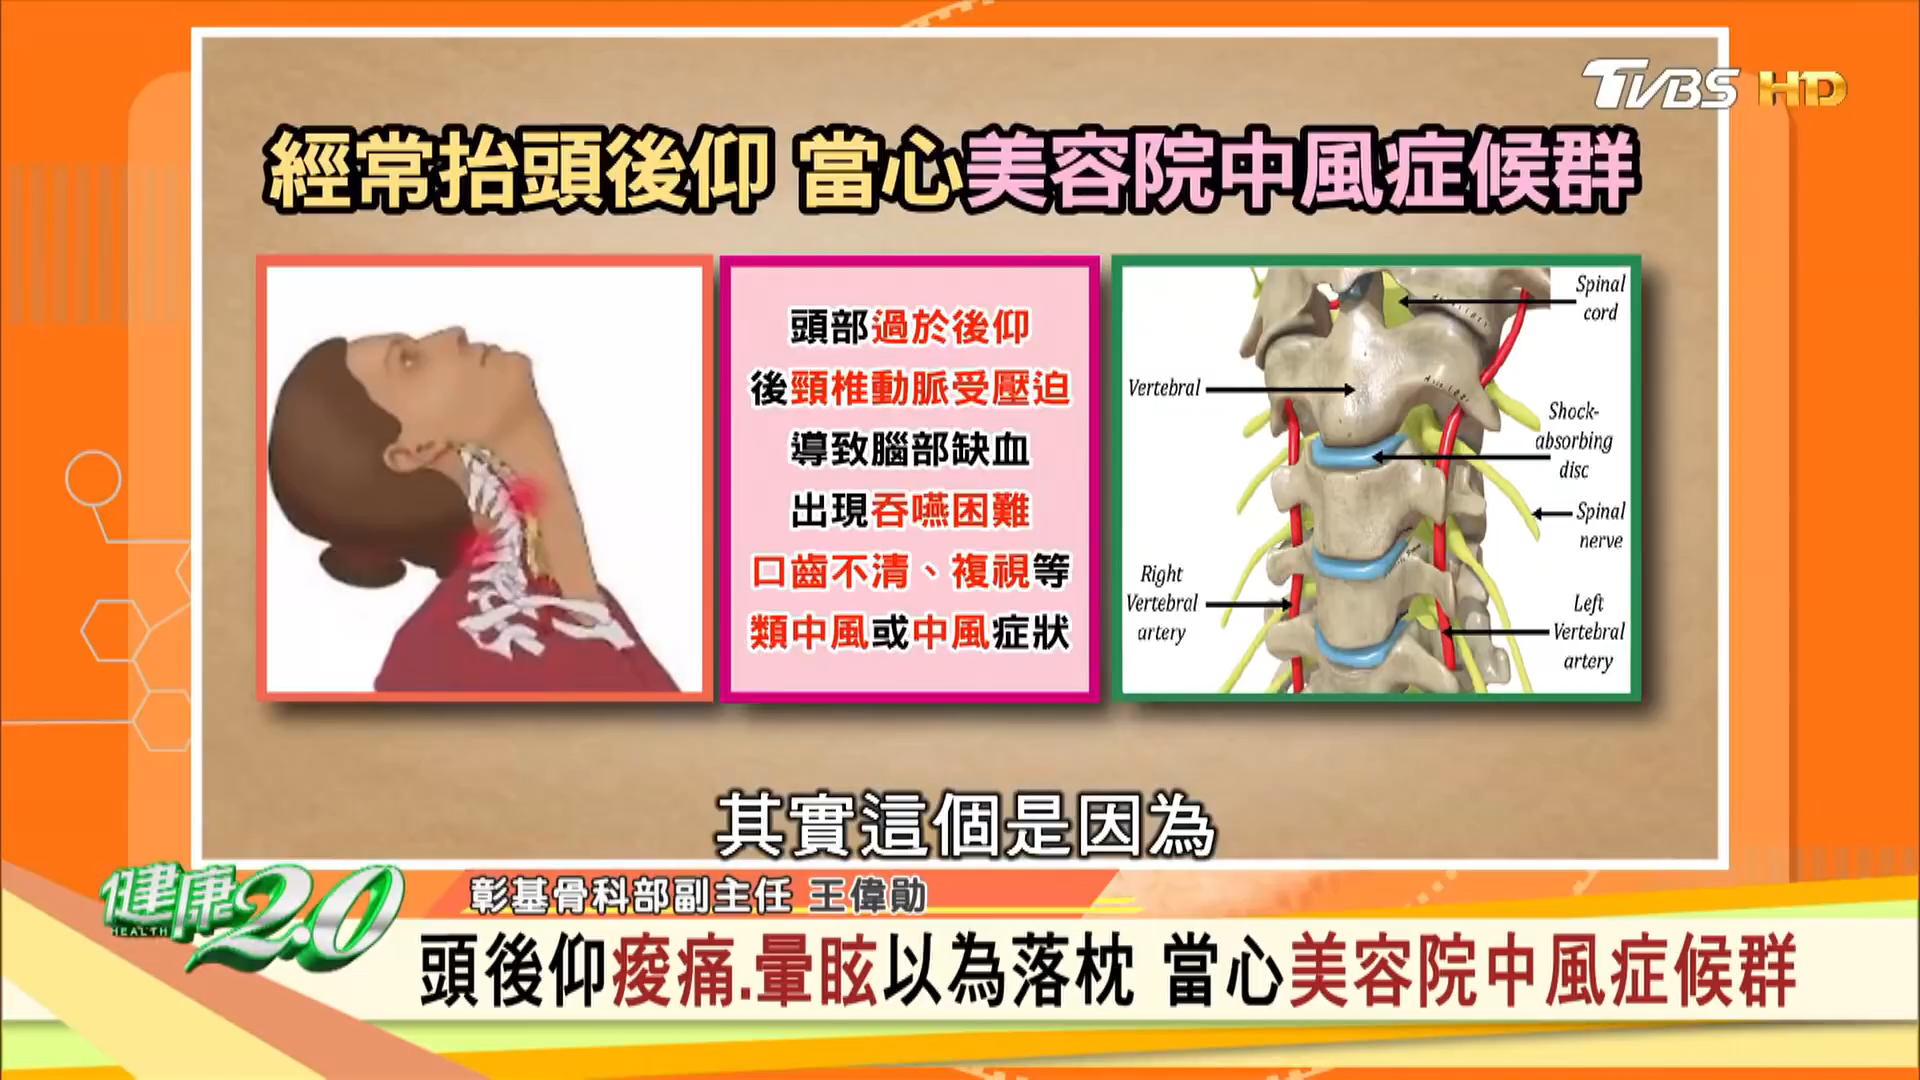 TVBS HD
經常抬頭後仰 當心美容院中風症候群
頭部過於後仰
後頸椎動脈受壓迫
導致腦部缺血
出現吞嚥困難
口齒不清、複視等
類中風或中風症狀
Spinal
cord
Vertebral
Shock-
absorbing
disc
Spinal
nerve
Right
Vertebral
artery
Left
Vertebral
artery
其實這個是因為
健康2.0
HEALTH
彰基骨科部副主任 王偉勛
頭後仰痠痛.暈眩以為落枕 當心美容院中風症候群